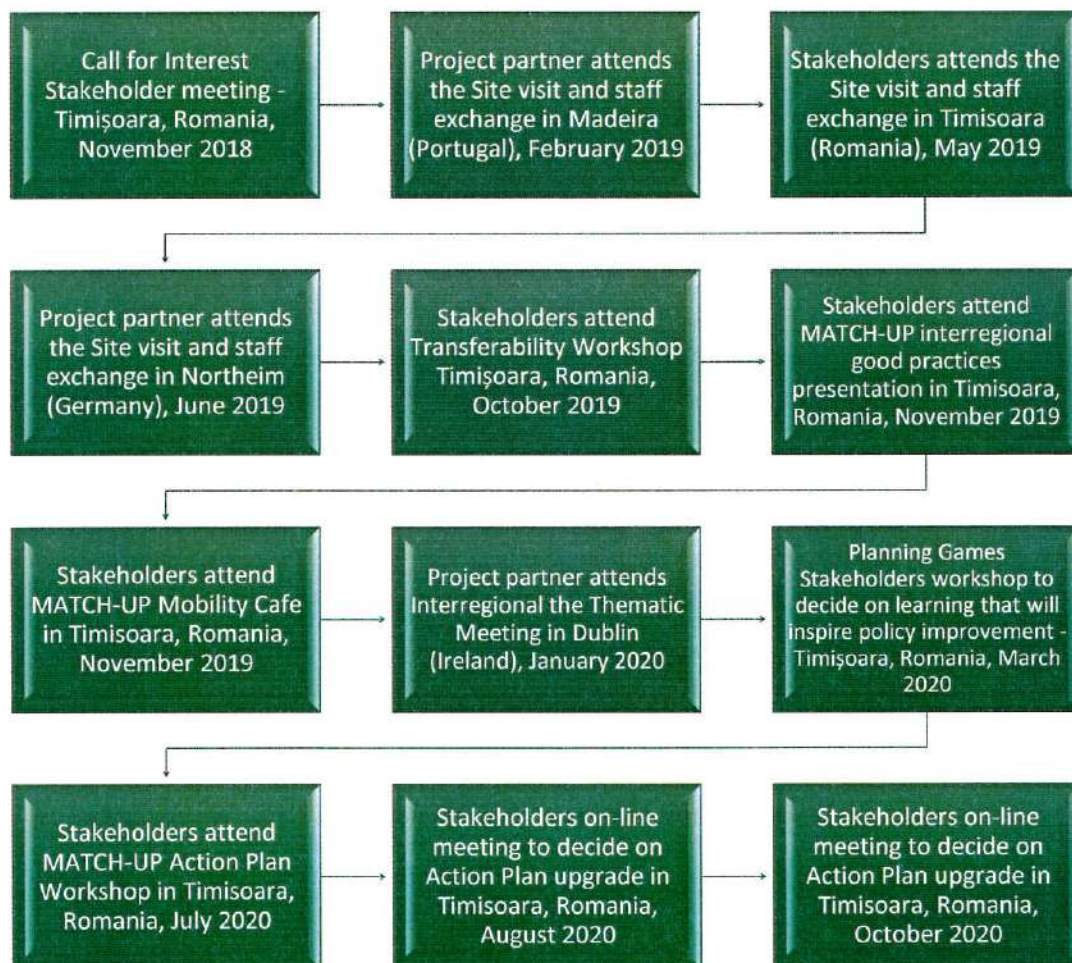 Call for Interest
Stakeholder meeting -
Timișoara, Romania,
November 2018
Project partner attends
the Site visit and staff
exchange in Madeira
(Portugal), February 2019
Stakeholders attends the
Site visit and staff
exchange in Timisoara
(Romania), May 2019
Project partner attends
the Site visit and staff
exchange in Northeim
(Germany), June 2019
Stakeholders attend
Transferability Workshop
Timișoara, Romania,
October 2019
Stakeholders attend
MATCH-UP interregional
good practices
presentation in Timisoara,
Romania, November 2019
Stakeholders attend
MATCH-UP Mobility Cafe
in Timisoara, Romania,
November 2019
Project partner attends
Interregional the Thematic
Meeting in Dublin
(Ireland), January 2020
Planning Games
Stakeholders workshop to
decide on learning that will
inspire policy improvement -
Timișoara, Romania, March
2020
Stakeholders attend
MATCH-UP Action Plan
Workshop in Timisoara,
Romania, July 2020
Stakeholders on-line
meeting to decide on
Action Plan upgrade in
Timisoara, Romania,
August 2020
Stakeholders on-line
meeting to decide on
Action Plan upgrade in
Timisoara, Romania,
October 2020